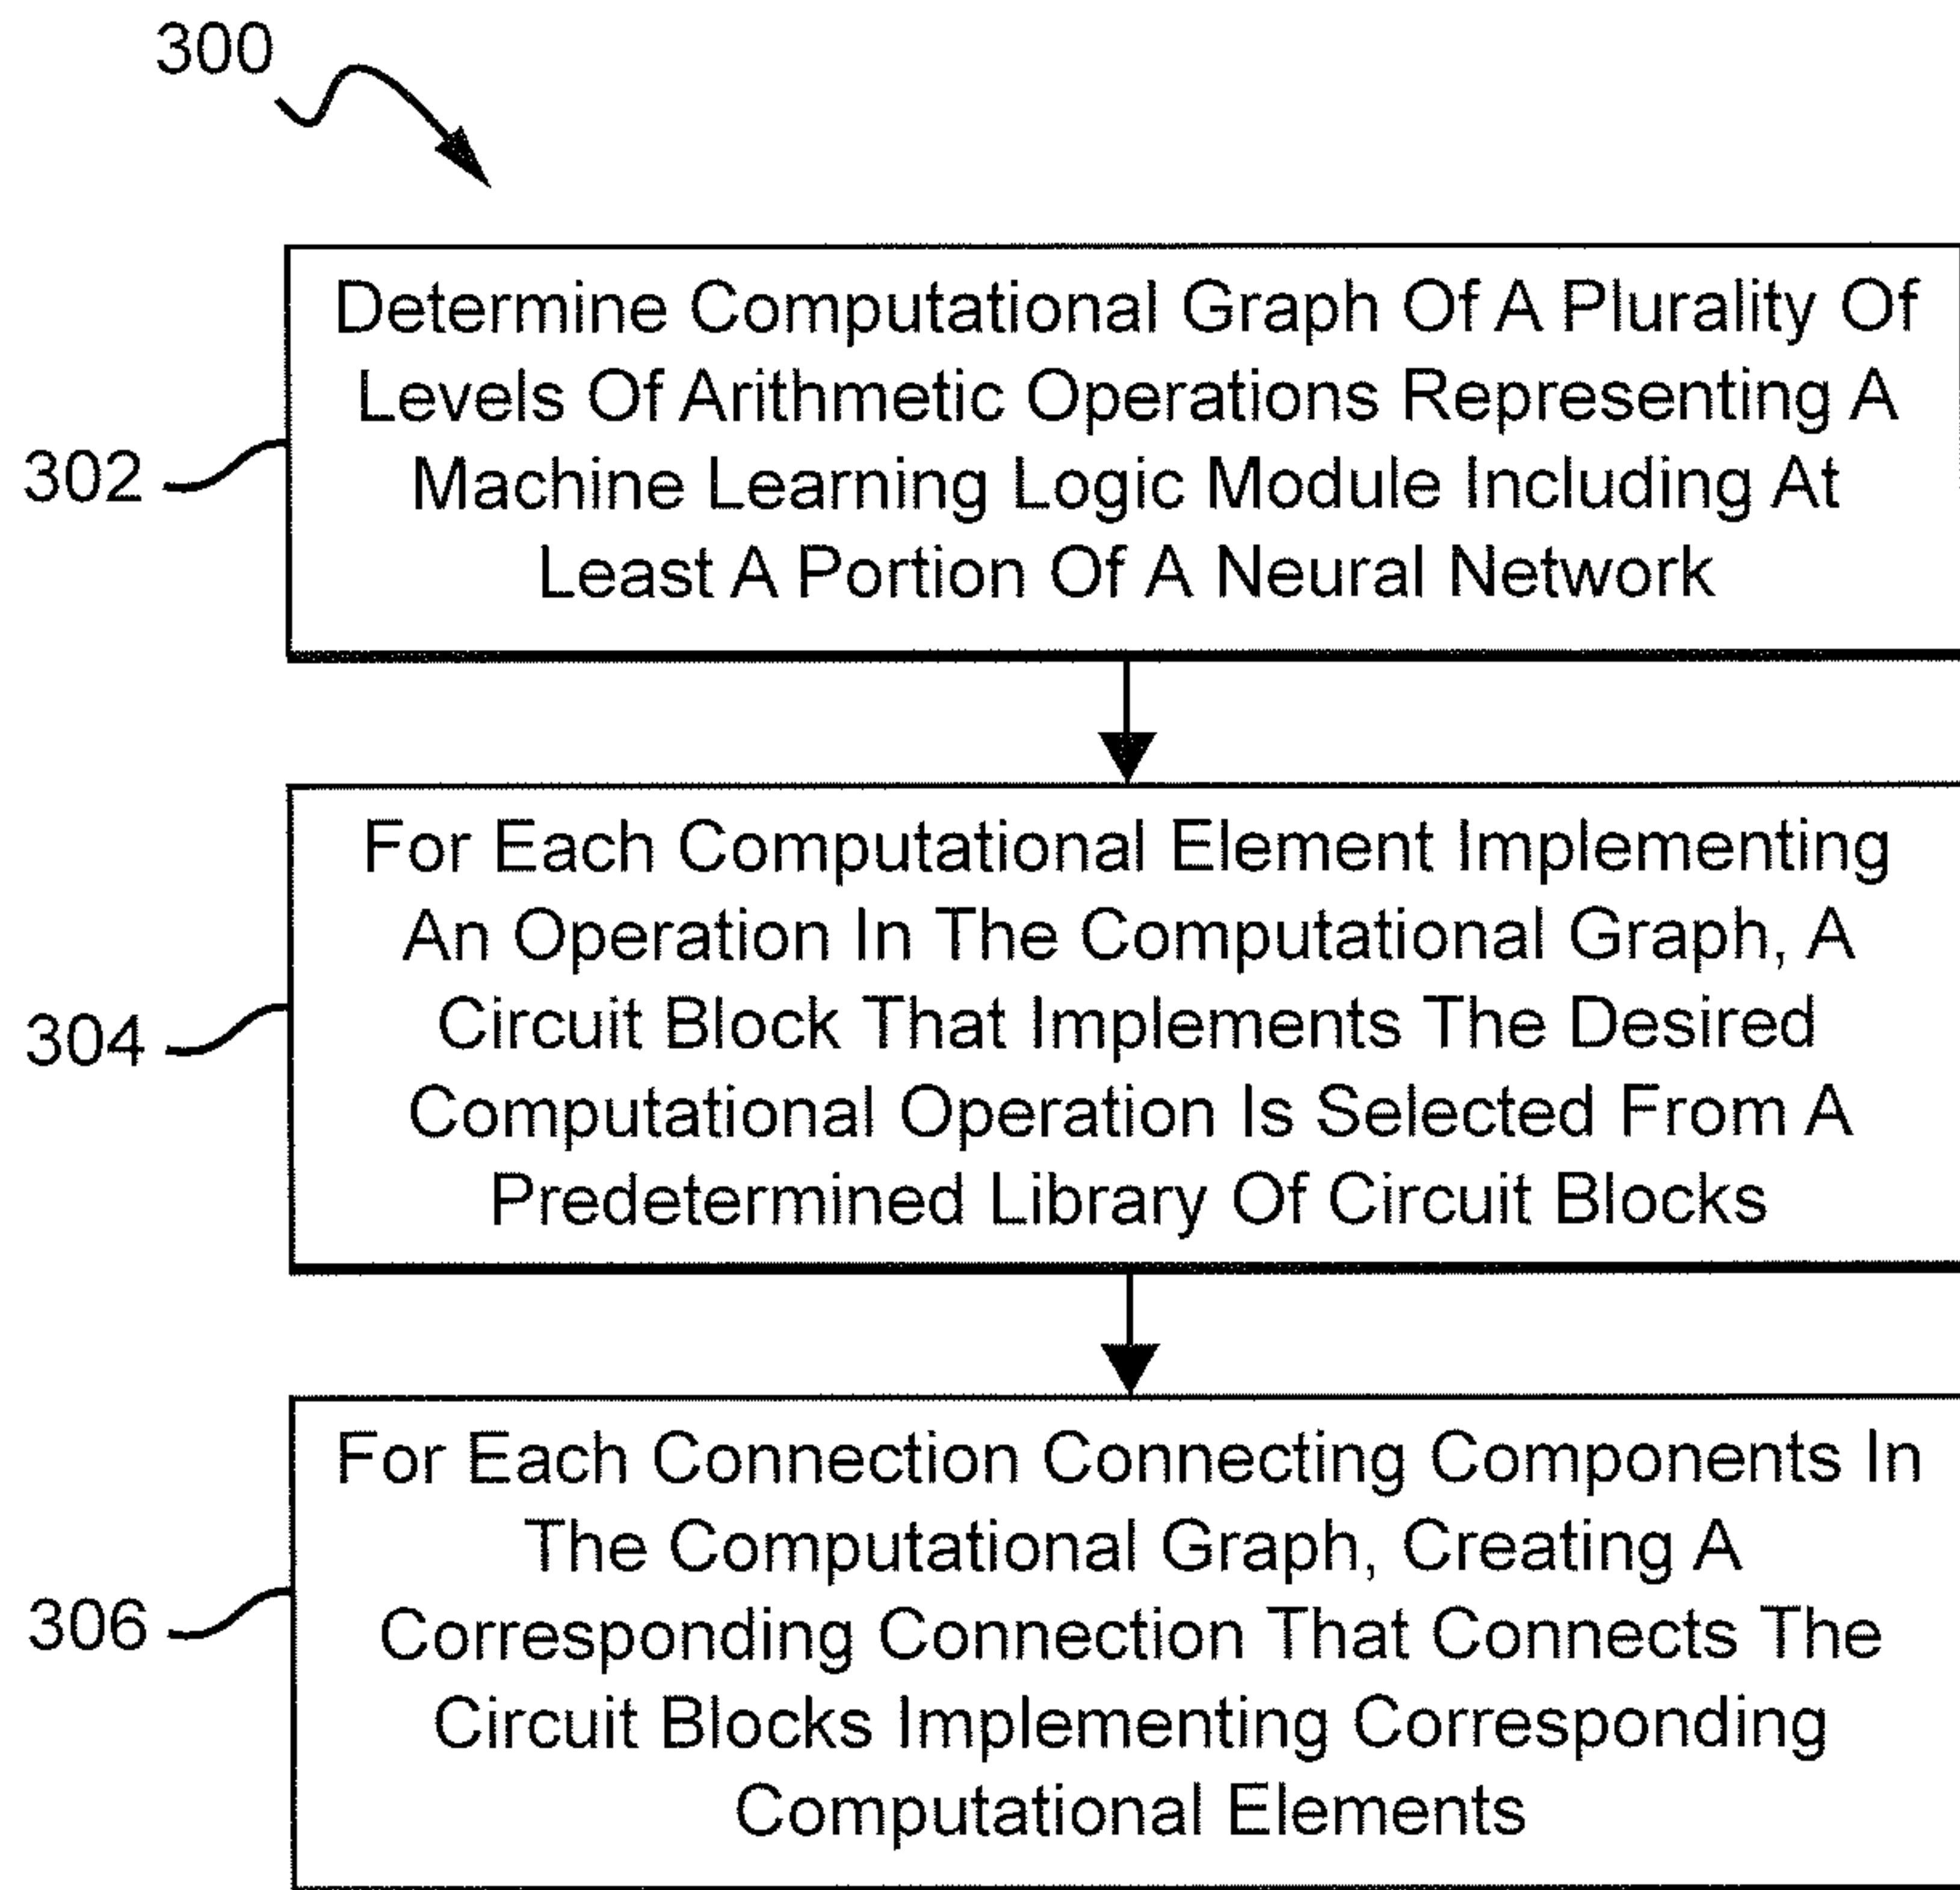 300
Determine Computational Graph Of A Plurality Of
Levels Of Arithmetic Operations Representing A
Machine Learning Logic Module Including At
Least A Portion Of A Neural Network
302
For Each Computational Element Implementing
An Operation In The Computational Graph, A
Circuit Block That Implements The Desired
Computational Operation Is Selected From A
Predetermined Library Of Circuit Blocks
304
For Each Connection Connecting Components In
The Computational Graph, Creating A
Corresponding Connection That Connects The
Circuit Blocks Implementing Corresponding
Computational Elements
306